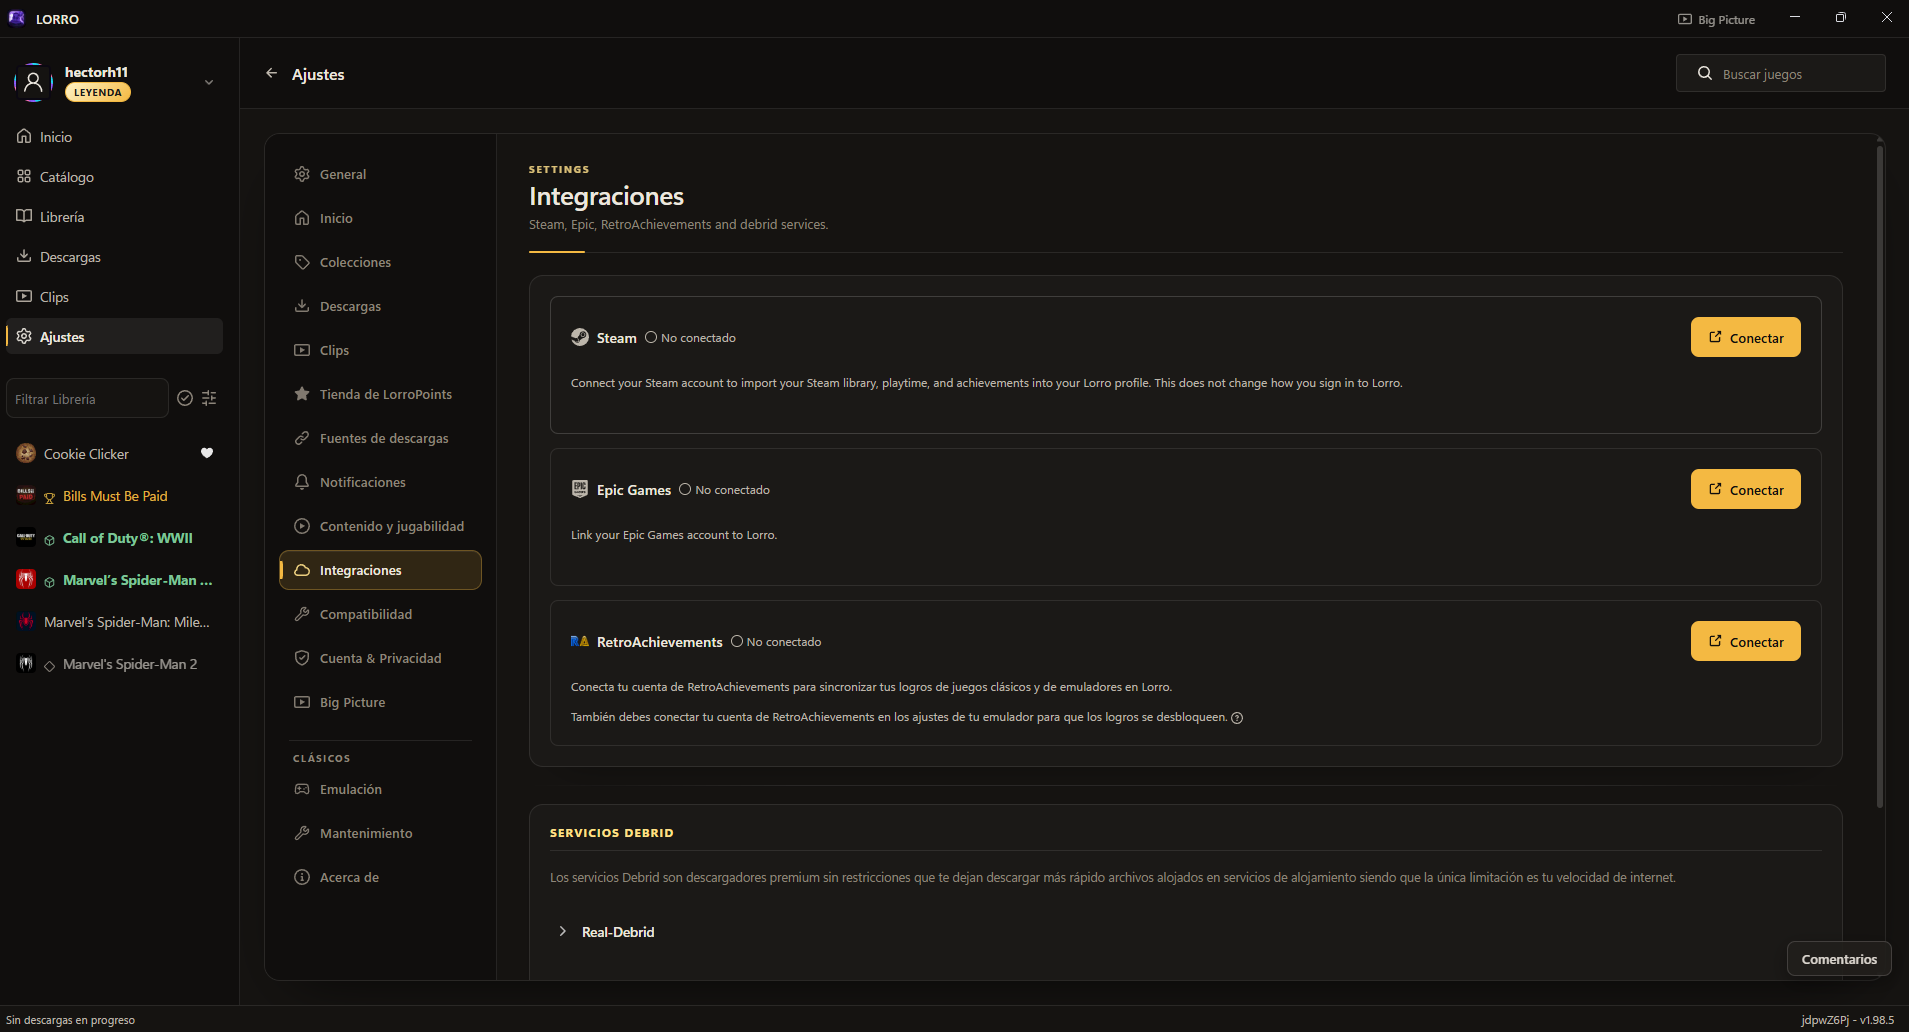 LORRO
Big Picture
hectorh11
LEYENDA
Inicio
Catálogo
Librería
Descargas
Clips
Ajustes
Filtrar Librería
Cookie Clicker
Bills Must Be Paid
Call of Duty®: WWII
Marvel's Spider-Man ...
Marvel's Spider-Man: Mile...
Marvel's Spider-Man 2
Ajustes
Buscar juegos
General
Inicio
Colecciones
Descargas
Clips
Tienda de LorroPoints
Fuentes de descargas
Notificaciones
Contenido y jugabilidad
Integraciones
Compatibilidad
Cuenta & Privacidad
Big Picture
CLÁSICOS
Emulación
Mantenimiento
Acerca de
SETTINGS
Integraciones
Steam, Epic, RetroAchievements and debrid services.
Steam No conectado
Conectar
Connect your Steam account to import your Steam library, playtime, and achievements into your Lorro profile. This does not change how you sign in to Lorro.
EPIC
Epic Games No conectado
Conectar
Link your Epic Games account to Lorro.
RA RetroAchievements No conectado
Conectar
Conecta tu cuenta de RetroAchievements para sincronizar tus logros de juegos clásicos y de emuladores en Lorro.
También debes conectar tu cuenta de RetroAchievements en los ajustes de tu emulador para que los logros se desbloqueen.
SERVICIOS DEBRID
Los servicios Debrid son descargadores premium sin restricciones que te dejan descargar más rápido archivos alojados en servicios de alojamiento siendo que la única limitación es tu velocidad de internet.
Real-Debrid
Comentarios
Sin descargas en progreso
jdpwZ6Pj - v1.98.5